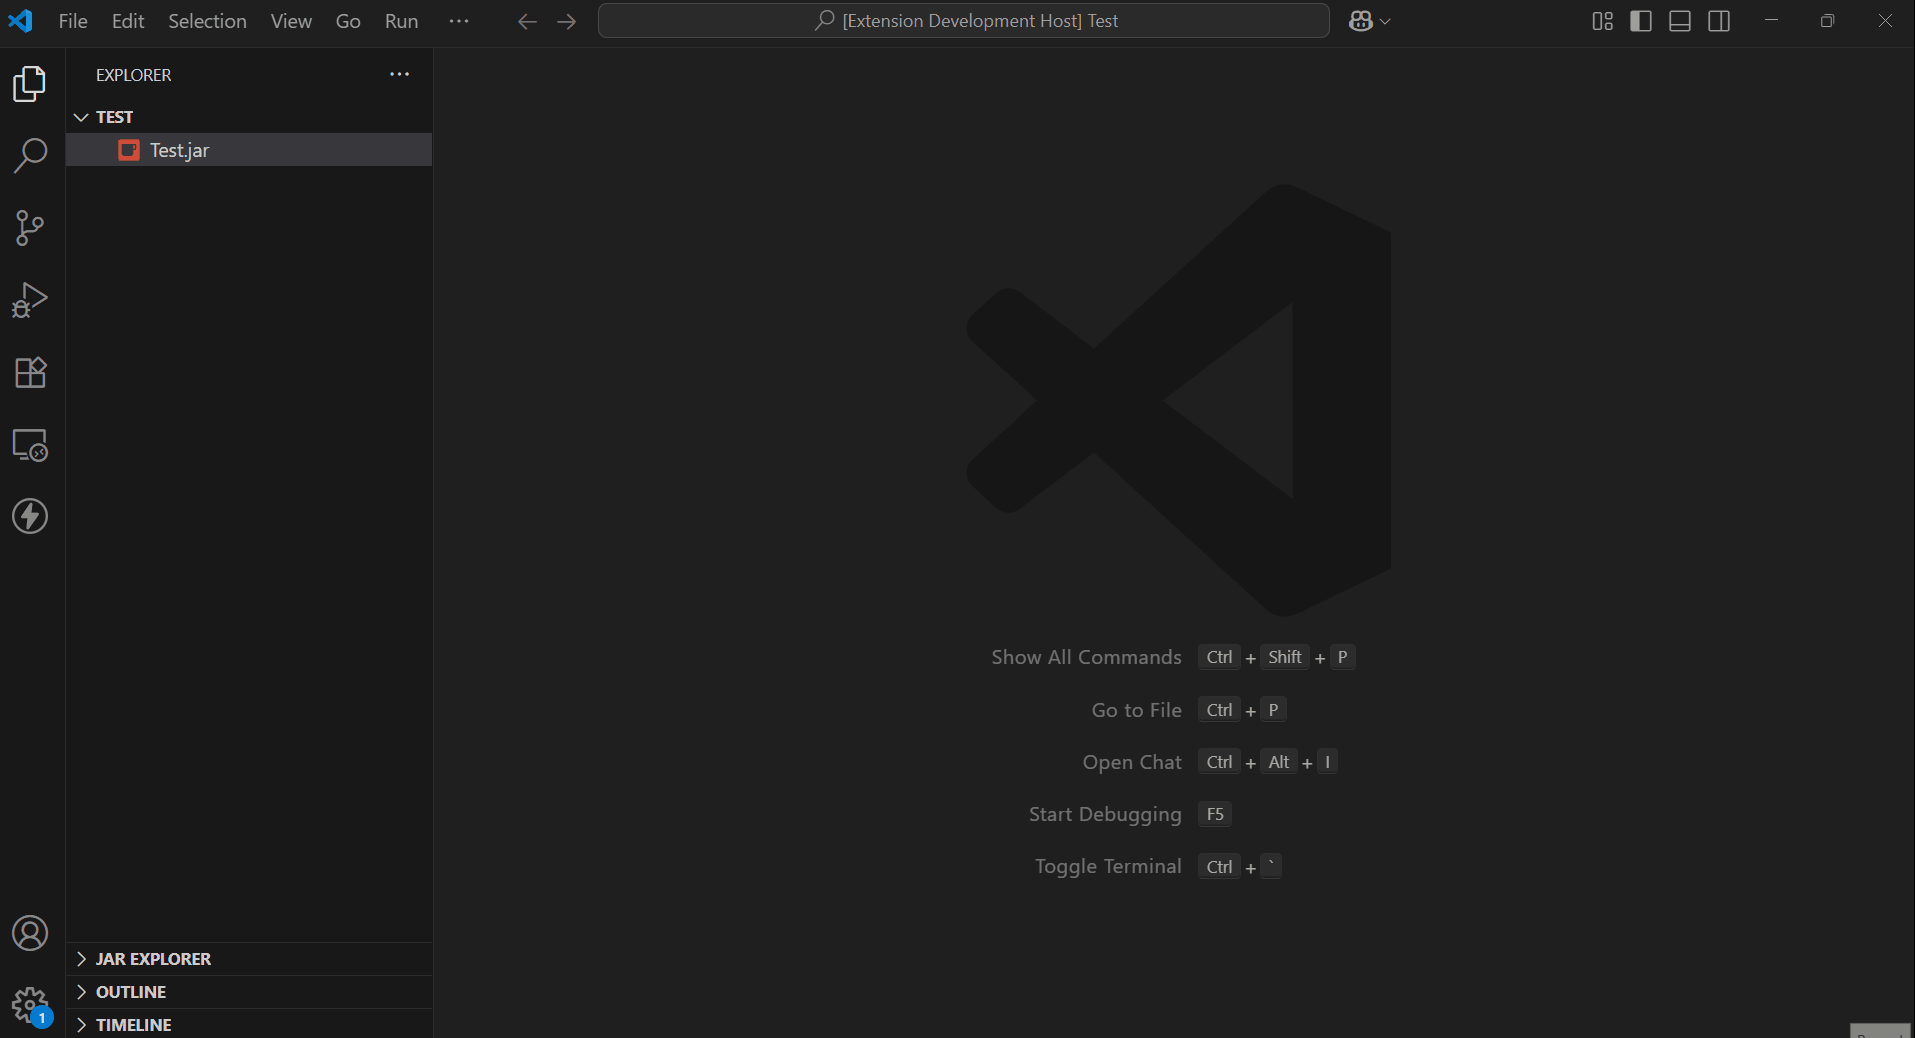 File Edit Selection View Go Run ···
[Extension Development Host] Test
EXPLORER ···
TEST
Test.jar
Show All Commands Ctrl + Shift + P
Go to File Ctrl + P
Open Chat Ctrl + Alt + I
Start Debugging F5
Toggle Terminal Ctrl + `
JAR EXPLORER
OUTLINE
1
TIMELINE